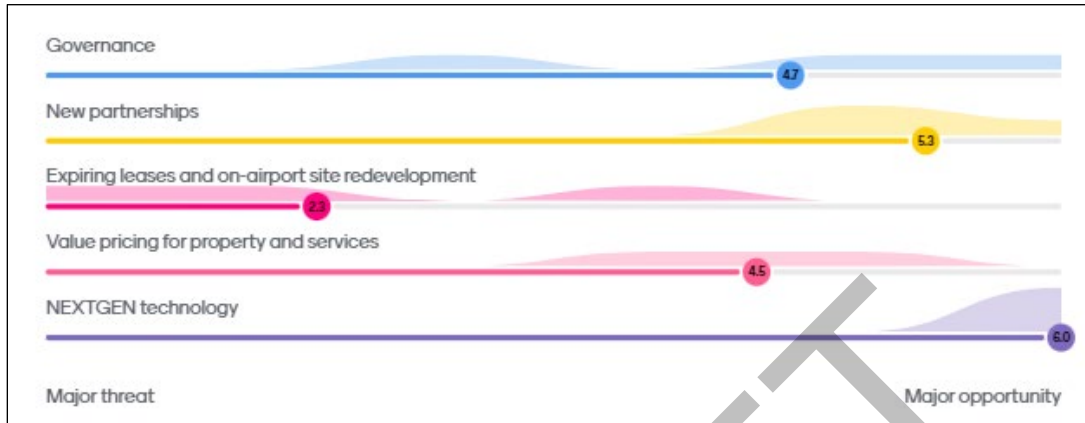 Governance
4.7
New partnerships
5.3
Expiring leases and on-airport site redevelopment
2.3
Value pricing for property and services
4.5
NEXTGEN technology
6.0
Major threat Major opportunity